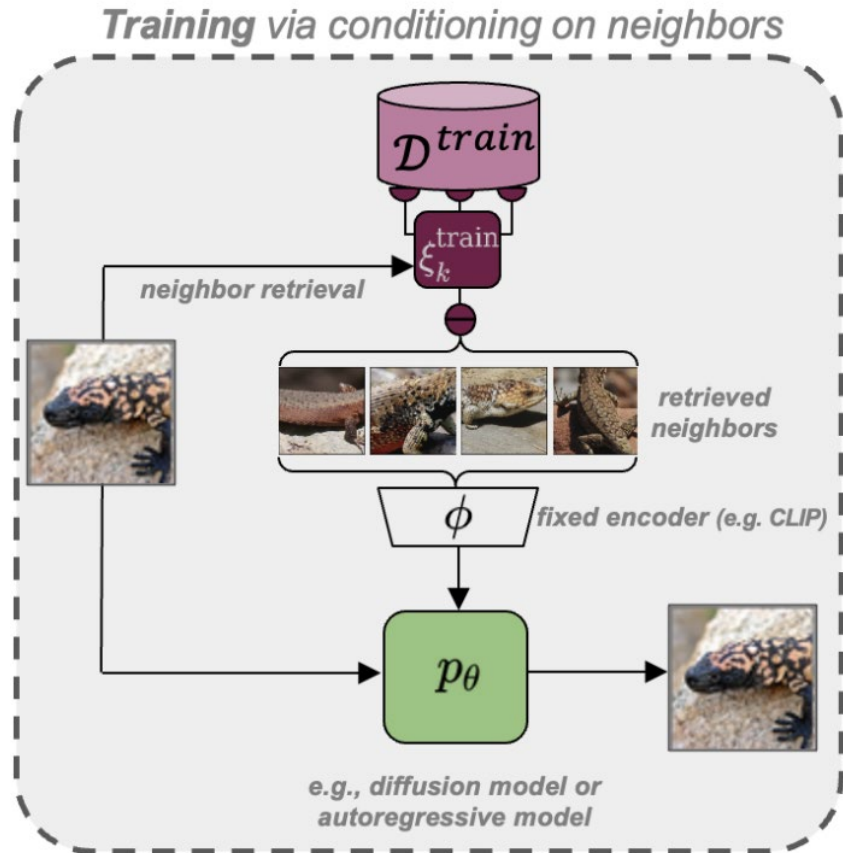 Training via conditioning on neighbors
𝒟^train
ξ_k^train
neighbor retrieval
retrieved
neighbors
ϕ
fixed encoder (e.g. CLIP)
p_θ
e.g., diffusion model or
autoregressive model